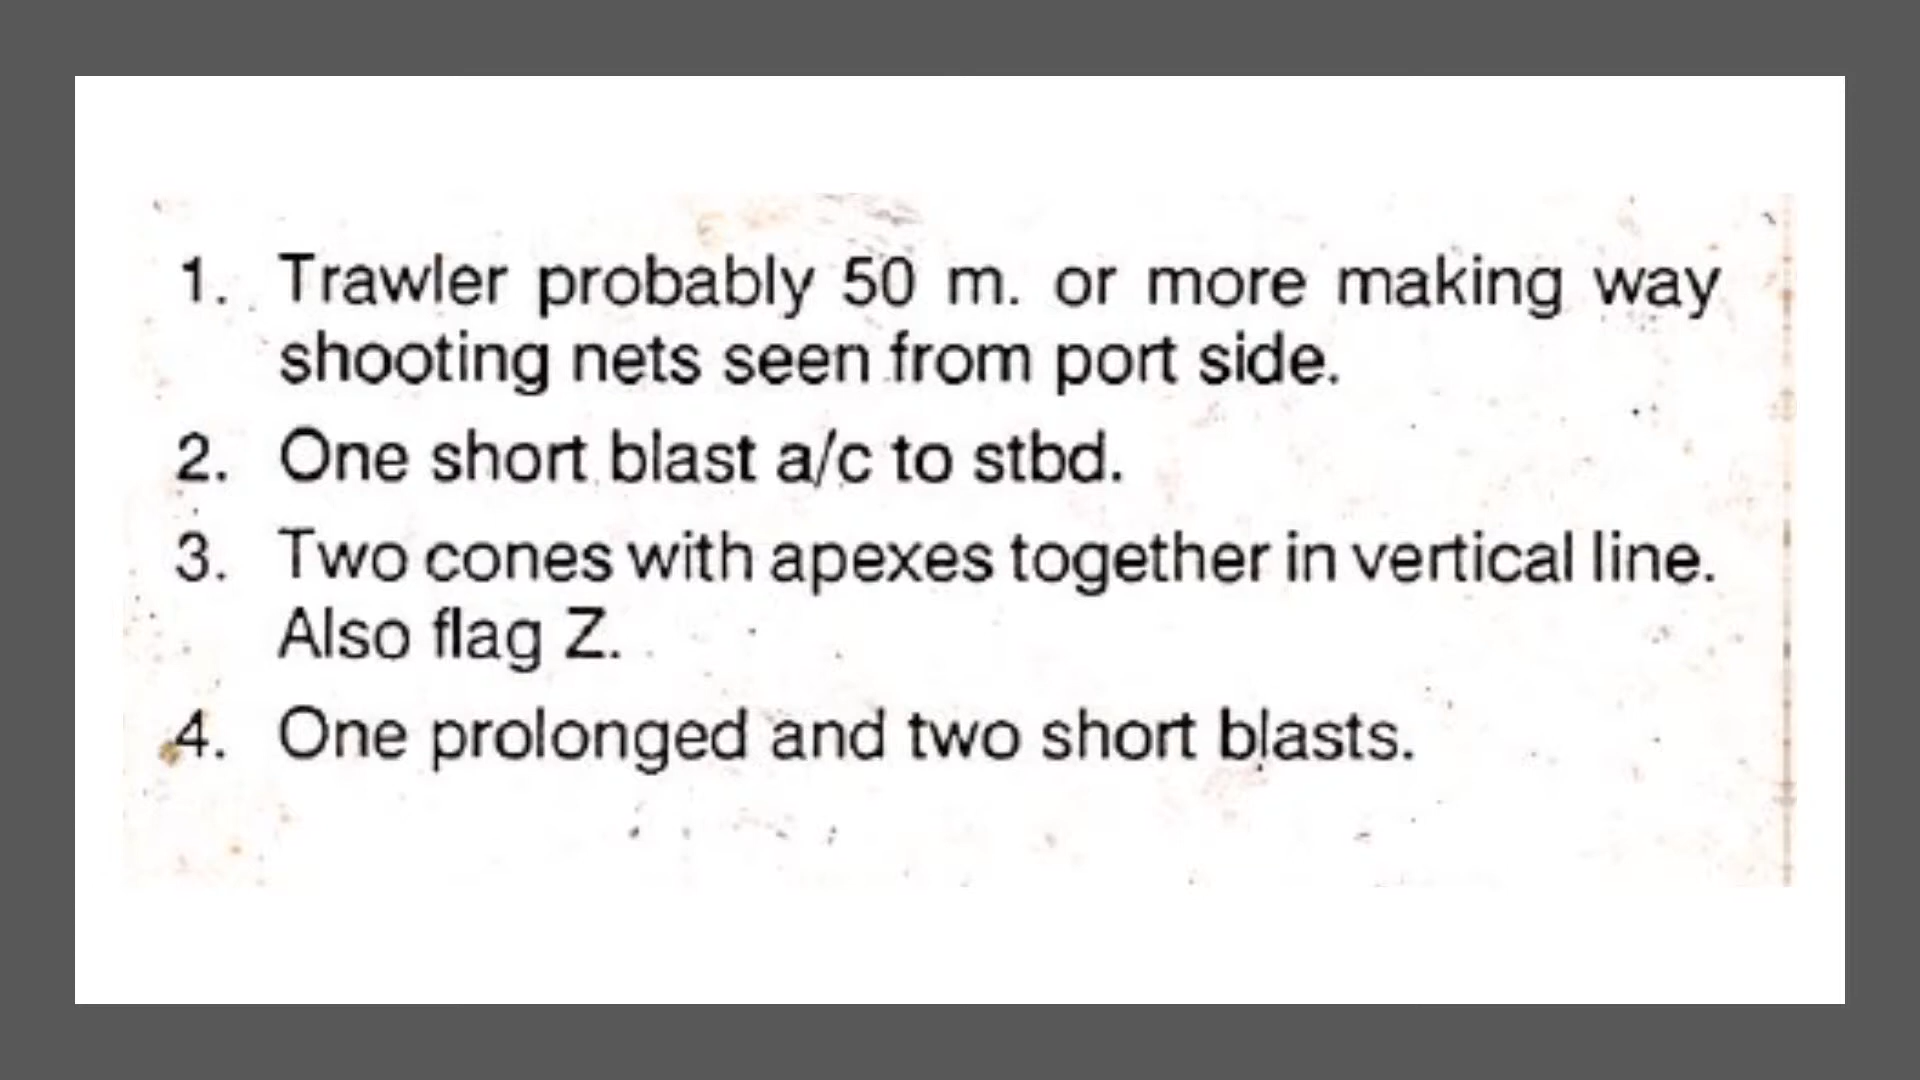 1. Trawler probably 50 m. or more making way
shooting nets seen from port side.
2. One short blast a/c to stbd.
3. Two cones with apexes together in vertical line.
Also flag Z.
4. One prolonged and two short blasts.